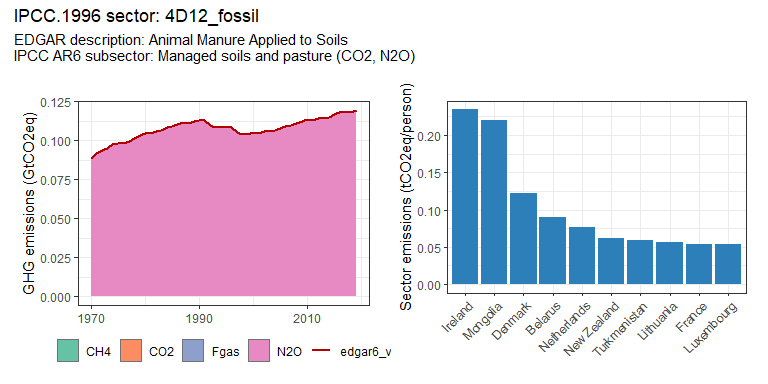 IPCC.1996 sector: 4D12_fossil
EDGAR description: Animal Manure Applied to Soils
IPCC AR6 subsector: Managed soils and pasture (CO2, N2O)
GHG emissions (GtCO2eq)
0.125
0.100
0.075
0.050
0.025
0.000
1970
1990
2010
CH4
CO2
Fgas
N2O
edgar6_v
Sector emissions (tCO2eq/person)
0.20
0.15
0.10
0.05
0.00
Ireland
Mongolia
Denmark
Belarus
Netherlands
New Zealand
Turkmenistan
Lithuania
France
Luxembourg